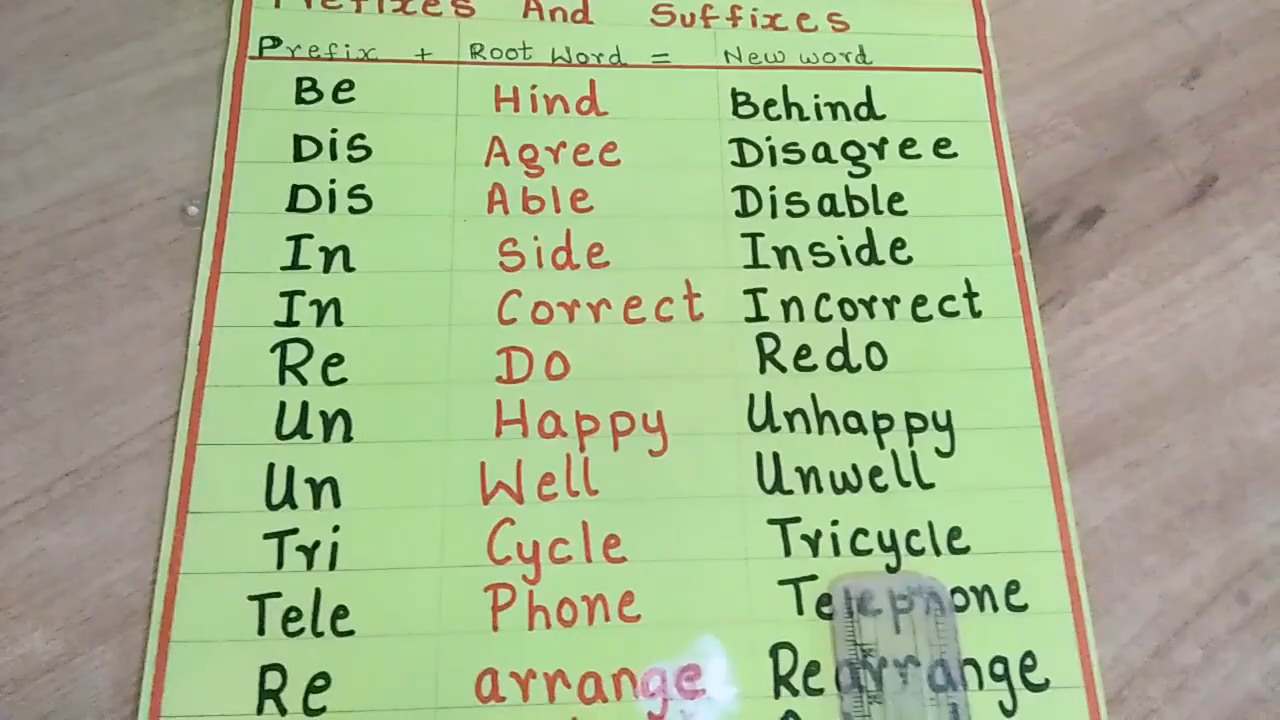 Prefixes And Suffixes
Prefix + Root Word = New word
Be Hind Behind
Dis Agree Disagree
Dis Able Disable
In Side Inside
In Correct Incorrect
Re Do Redo
Un Happy Unhappy
Un Well Unwell
Tri Cycle Tricycle
Tele Phone Telephone
Re arrange Rearrange